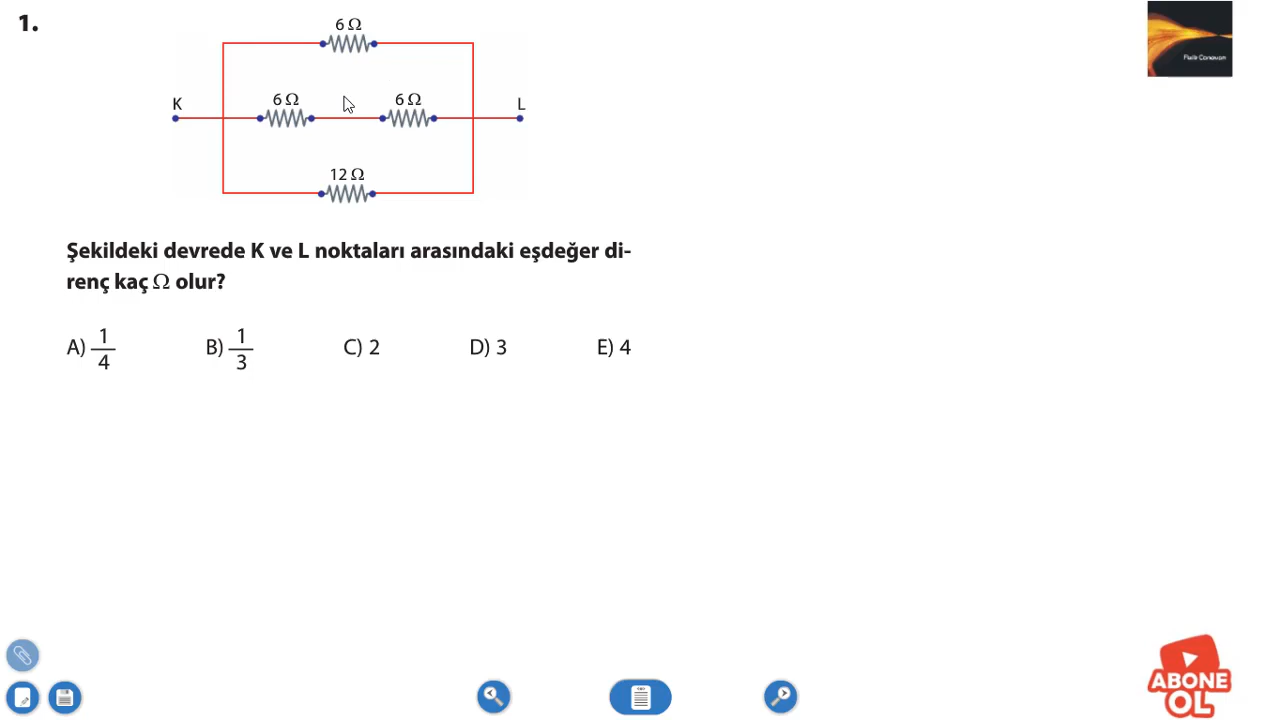 1.
6 Ω
K
6 Ω
6 Ω
L
12 Ω
Şekildeki devrede K ve L noktaları arasındaki eşdeğer di-
renç kaç Ω olur?
A) 1/4 B) 1/3 C) 2 D) 3 E) 4
ABONE
OL